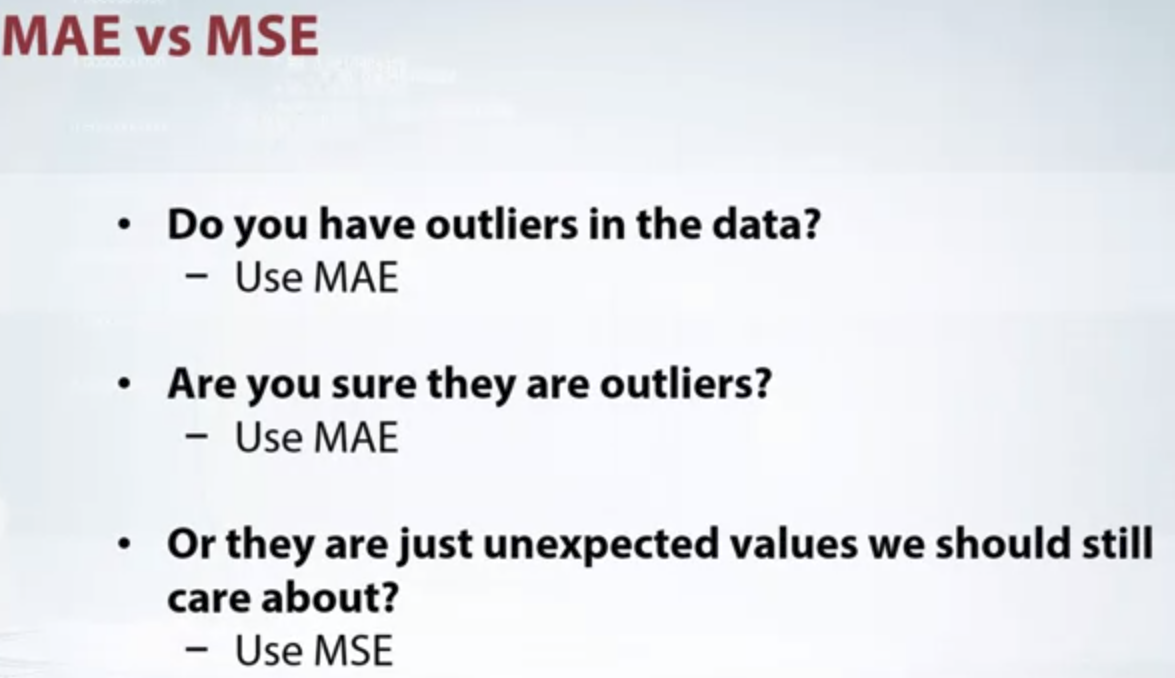 MAE vs MSE
• Do you have outliers in the data?
– Use MAE
• Are you sure they are outliers?
– Use MAE
• Or they are just unexpected values we should still
care about?
– Use MSE